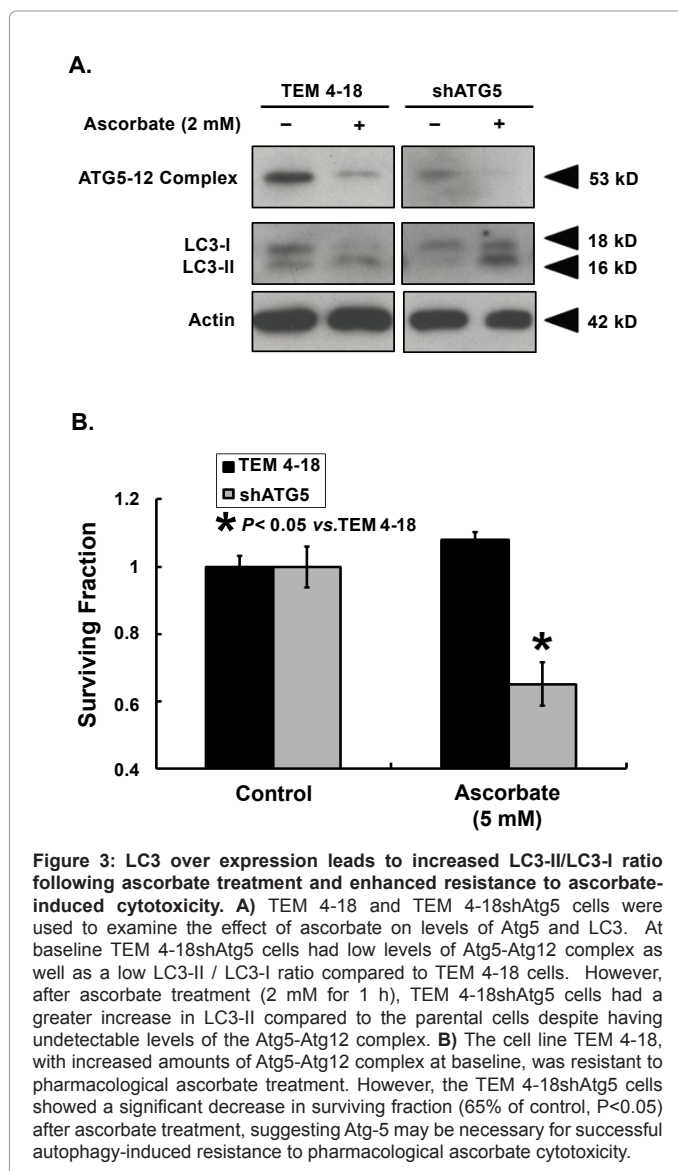 A.
TEM 4-18 shATG5
Ascorbate (2 mM) – + – +
ATG5-12 Complex 53 kD
LC3-I 18 kD
LC3-II 16 kD
Actin 42 kD
B.
TEM 4-18
shATG5
* P< 0.05 vs.TEM 4-18
1.2
1
0.8
0.6
0.4
Surviving Fraction
*
Control Ascorbate
(5 mM)
Figure 3: LC3 over expression leads to increased LC3-II/LC3-I ratio
following ascorbate treatment and enhanced resistance to ascorbate-
induced cytotoxicity. A) TEM 4-18 and TEM 4-18shAtg5 cells were
used to examine the effect of ascorbate on levels of Atg5 and LC3. At
baseline TEM 4-18shAtg5 cells had low levels of Atg5-Atg12 complex as
well as a low LC3-II / LC3-I ratio compared to TEM 4-18 cells. However,
after ascorbate treatment (2 mM for 1 h), TEM 4-18shAtg5 cells had a
greater increase in LC3-II compared to the parental cells despite having
undetectable levels of the Atg5-Atg12 complex. B) The cell line TEM 4-18,
with increased amounts of Atg5-Atg12 complex at baseline, was resistant to
pharmacological ascorbate treatment. However, the TEM 4-18shAtg5 cells
showed a significant decrease in surviving fraction (65% of control, P<0.05)
after ascorbate treatment, suggesting Atg-5 may be necessary for successful
autophagy-induced resistance to pharmacological ascorbate cytotoxicity.